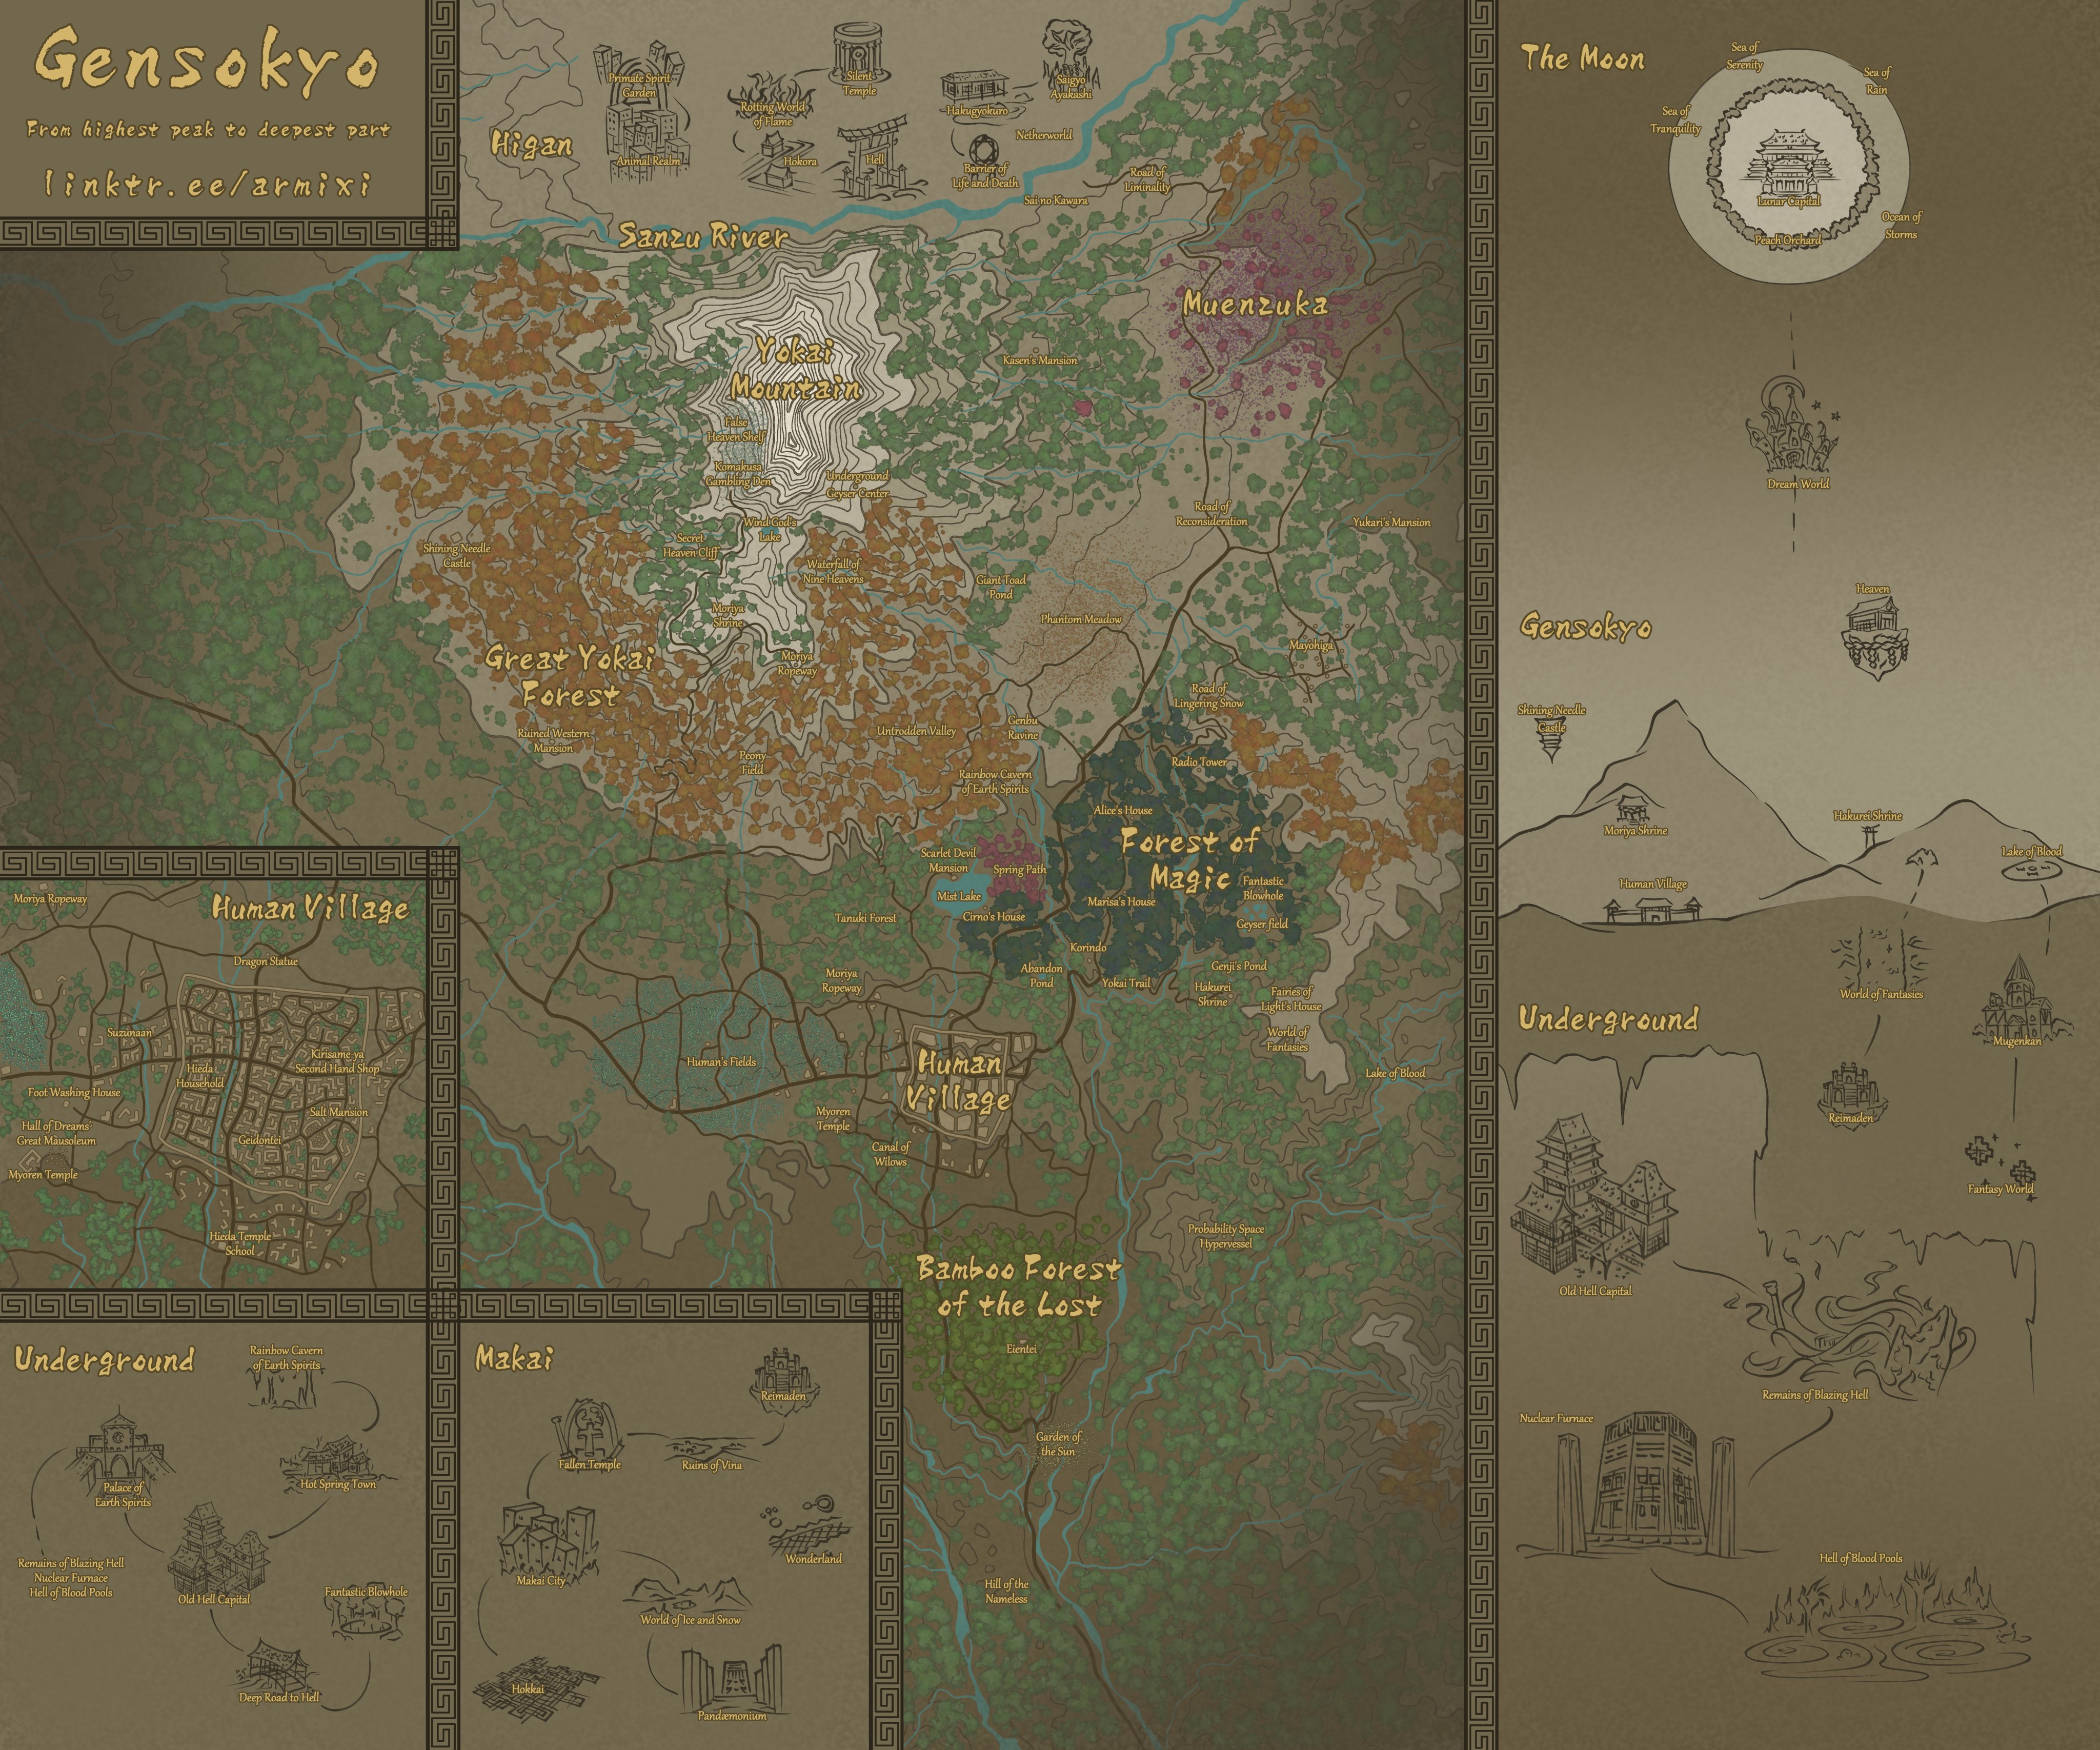 Gensokyo
From highest peak to deepest part
linktr.ee/armixi
Higan
Primate Spirit
Garden
Animal Realm
Rotting World
of Flame
Silent
Temple
Hokora
Hell
Hakugyokuro
Saigyo
Ayakashi
Netherworld
Barrier of
Life and Death
Sai no Kawara
Road of
Liminality
Sanzu River
Muenzuka
Yokai
Mountain
Kasen's Mansion
False
Heaven Shelf
Komakusa
Gambling Den
Underground
Geyser Center
Wind God's
Lake
Secret
Heaven Cliff
Waterfall of
Nine Heavens
Shining Needle
Castle
Road of
Reconsideration
Yukari's Mansion
Giant Toad
Pond
Phantom Meadow
Moriya
Shrine
Moriya
Ropeway
Mayohiga
Great Yokai
Forest
Road of
Lingering Snow
Ruined Western
Mansion
Untrodden Valley
Genbu
Ravine
Peony
Field
Rainbow Cavern
of Earth Spirits
Radio Tower
Alice's House
Forest of
Magic
Scarlet Devil
Mansion
Spring Path
Mist Lake
Cirno's House
Marisa's House
Fantastic
Blowhole
Geyser field
Tanuki Forest
Korindo
Abandon
Pond
Yokai Trail
Genji's Pond
Hakurei
Shrine
Fairies of
Light's House
World of
Fantasies
Lake of Blood
Moriya
Ropeway
Human's Fields
Human
Village
Myoren
Temple
Canal of
Wilows
Probability Space
Hypervessel
Bamboo Forest
of the Lost
Eientei
Garden of
the Sun
Hill of the
Nameless
Human Village
Moriya Ropeway
Dragon Statue
Suzunaan
Hieda
Household
Kirisame-ya
Second Hand Shop
Foot Washing House
Salt Mansion
Hall of Dreams'
Great Mausoleum
Geidontei
Myoren Temple
Hieda Temple
School
Underground
Rainbow Cavern
of Earth Spirits
Palace of
Earth Spirits
Hot Spring Town
Remains of Blazing Hell
Nuclear Furnace
Hell of Blood Pools
Old Hell Capital
Fantastic Blowhole
Deep Road to Hell
Makai
Reimaden
Fallen Temple
Ruins of Vina
Makai City
Wonderland
World of Ice and Snow
Hokkai
Pandæmonium
The Moon
Sea of
Serenity
Sea of
Rain
Sea of
Tranquility
Lunar Capital
Ocean of
Storms
Peach Orchard
Dream World
Gensokyo
Heaven
Shining Needle
Castle
Moriya Shrine
Hakurei Shrine
Lake of Blood
Human Village
World of Fantasies
Underground
Mugenkan
Reimaden
Fantasy World
Old Hell Capital
Remains of Blazing Hell
Nuclear Furnace
Hell of Blood Pools